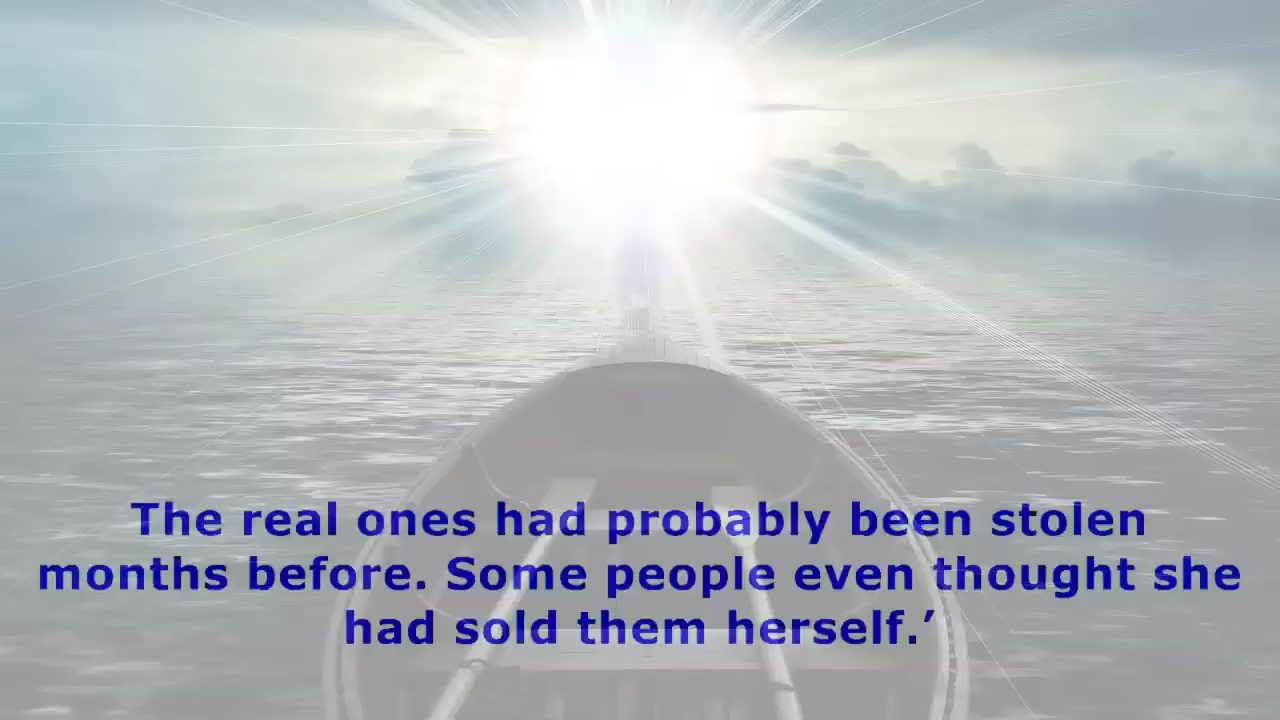 The real ones had probably been stolen
months before. Some people even thought she
had sold them herself.’